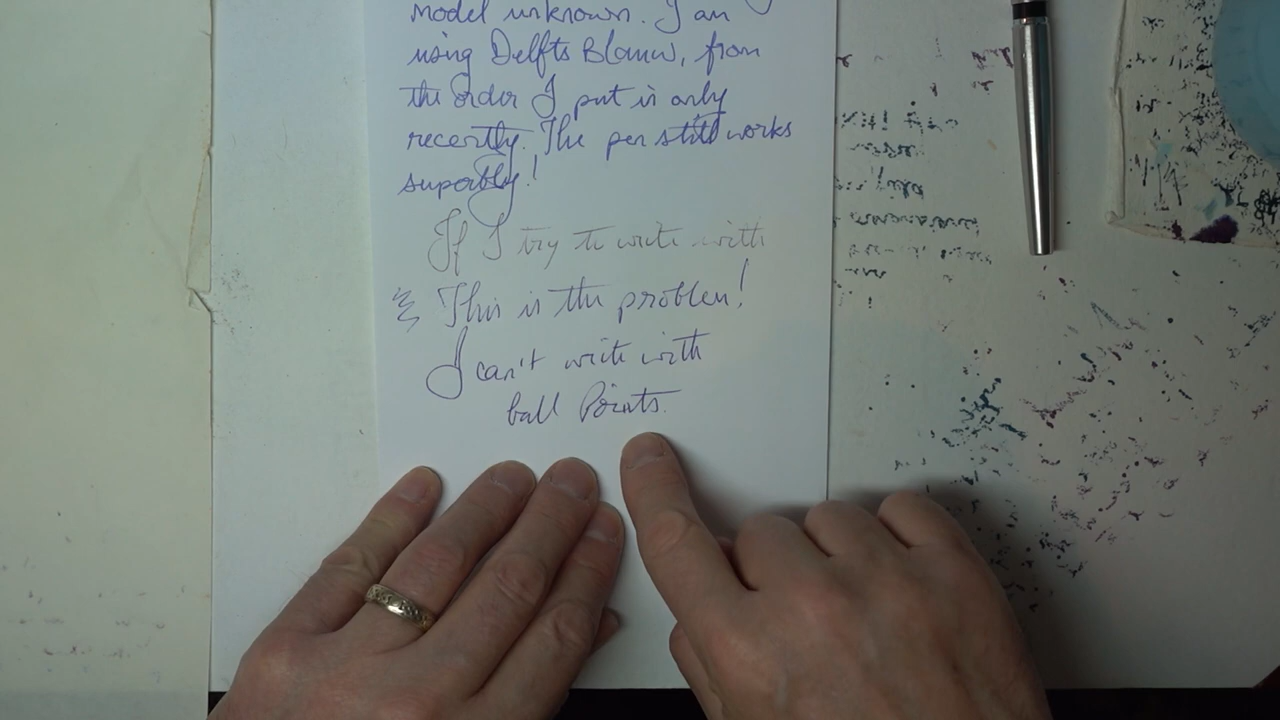 model unknown. I am
using Delfts Blauw, from
the order I put in only
recently. The pen still works
superbly!
If I try to write with
This is the problem!
I can't write with
ball Points.